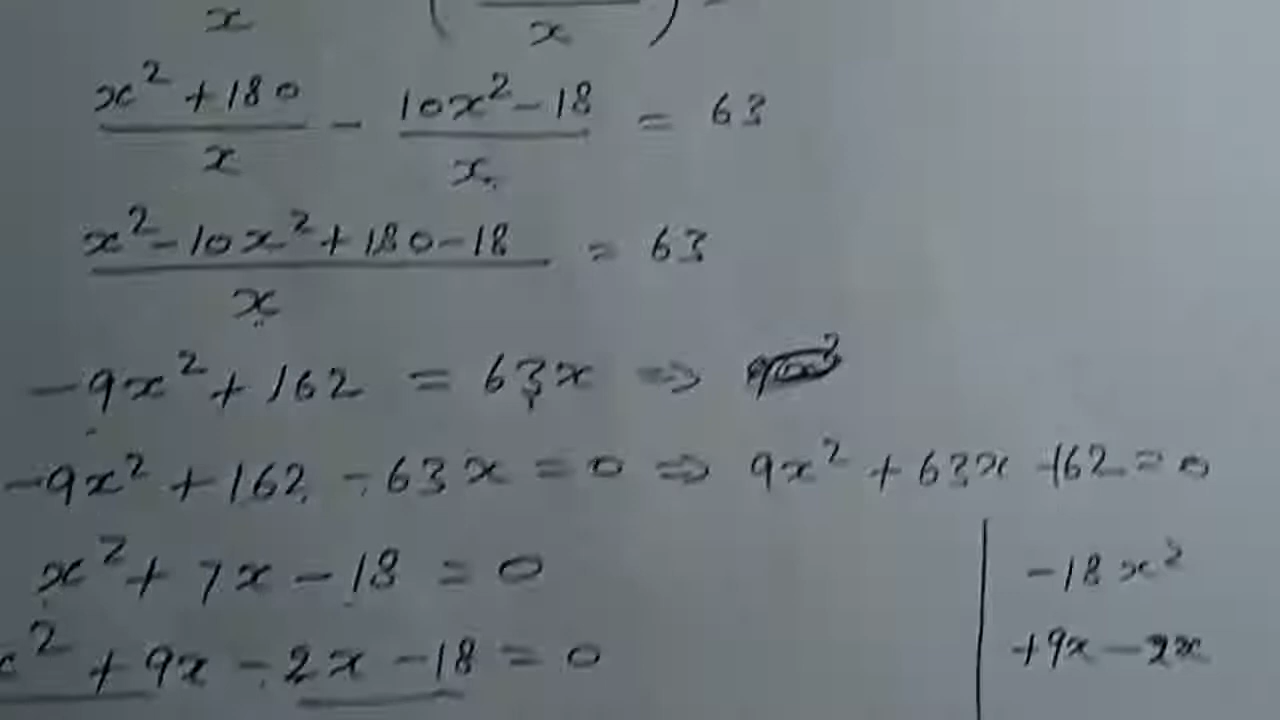 x ( x ) -
x² + 180 / x - 10x² - 18 / x = 63
x² - 10x² + 180 - 18 / x = 63
-9x² + 162 = 63x ⇒
-9x² + 162 - 63x = 0 ⇒ 9x² + 63x - 162 = 0
x² + 7x - 18 = 0
-18x²
x² + 9x - 2x - 18 = 0
+9x - 2x